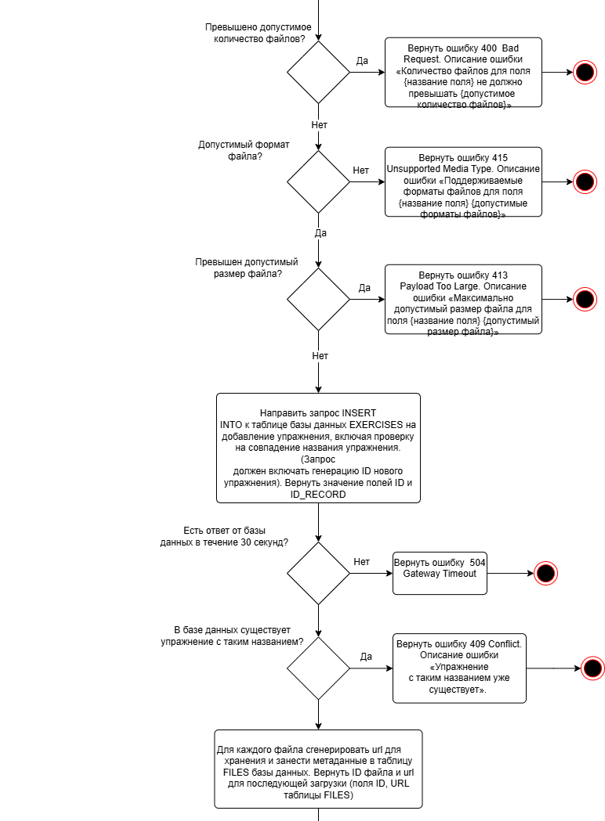 Превышено допустимое
количество файлов?
Да
Вернуть ошибку 400  Bad
Request. Описание ошибки
«Количество файлов для поля
{название поля} не должно
превышать {допустимое
количество файлов}»
Нет
Допустимый формат
файла?
Нет
Вернуть ошибку 415
Unsupported Media Type. Описание
ошибки «Поддерживаемые
форматы файлов для поля
{название поля} {допустимые
форматы файлов}»
Да
Превышен допустимый
размер файла?
Да
Вернуть ошибку 413
Payload Too Large. Описание
ошибки «Максимально
допустимый размер файла для
поля {название поля} {допустимый
размер файла}»
Нет
Направить запрос INSERT
INTO к таблице базы данных EXERCISES на
добавление упражнения, включая проверку
на совпадение названия упражнения.
(Запрос
должен включать генерацию ID нового
упражнения). Вернуть значение полей ID и
ID_RECORD
Есть ответ от базы
данных в течение 30 секунд?
Нет
Вернуть ошибку  504
Gateway Timeout
В базе данных существует
упражнение с таким названием?
Да
Вернуть ошибку 409 Conflict.
Описание ошибки
«Упражнение
с таким названием уже
существует».
Для каждого файла сгенерировать url для
хранения и занести метаданные в таблицу
FILES базы данных. Вернуть ID файла и url
для последующей загрузки (поля ID, URL
таблицы FILES)